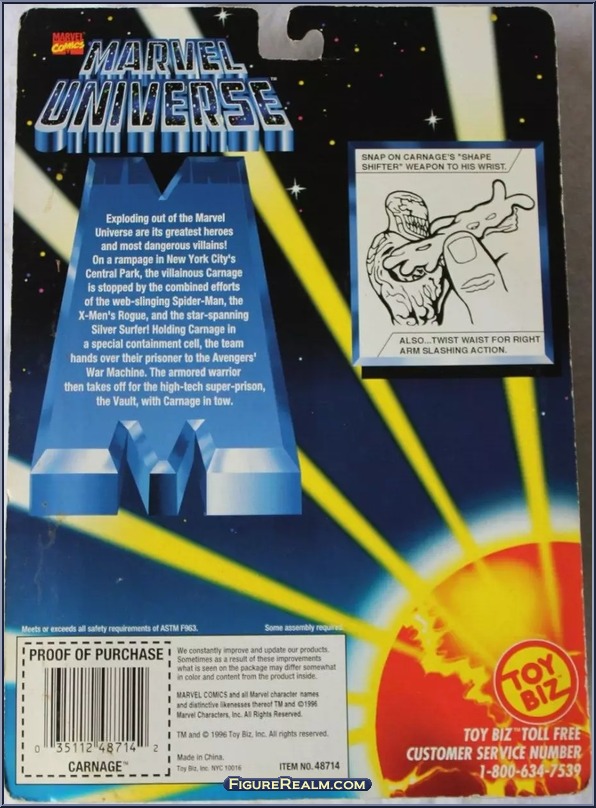 MARVEL
COMICS
MARVEL
UNIVERSE™
Exploding out of the Marvel
Universe are its greatest heroes
and most dangerous villains!
On a rampage in New York City's
Central Park, the villainous Carnage
is stopped by the combined efforts
of the web-slinging Spider-Man, the
X-Men's Rogue, and the star-spanning
Silver Surfer! Holding Carnage in
a special containment cell, the team
hands over their prisoner to the Avengers'
War Machine. The armored warrior
then takes off for the high-tech super-prison,
the Vault, with Carnage in tow.
SNAP ON CARNAGE'S "SHAPE
SHIFTER" WEAPON TO HIS WRIST.
ALSO...TWIST WAIST FOR RIGHT
ARM SLASHING ACTION.
Meets or exceeds all safety requirements of ASTM F963.
Some assembly required.
PROOF OF PURCHASE
0 35112 48714 2
CARNAGE™
We constantly improve and update our products.
Sometimes as a result of these improvements
what is seen on the package may differ somewhat
in color and content from the product inside.
MARVEL COMICS and all Marvel character names
and distinctive likenesses thereof TM and ©1996
Marvel Characters, Inc. All Rights Reserved.
TM and © 1996 Toy Biz, Inc. All rights reserved.
Made in China.
Toy Biz, Inc. NYC 10016
ITEM NO. 48714
TOY
BIZ
TOY BIZ TOLL FREE
CUSTOMER SERVICE NUMBER
1-800-634-7539
FIGUREREALM.COM